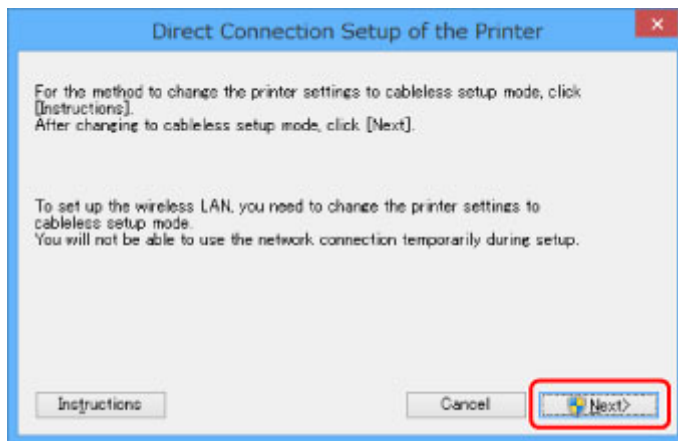 Direct Connection Setup of the Printer
For the method to change the printer settings to cableless setup mode, click
[Instructions].
After changing to cableless setup mode, click [Next].
To set up the wireless LAN, you need to change the printer settings to
cableless setup mode.
You will not be able to use the network connection temporarily during setup.
Instructions
Cancel
Next>